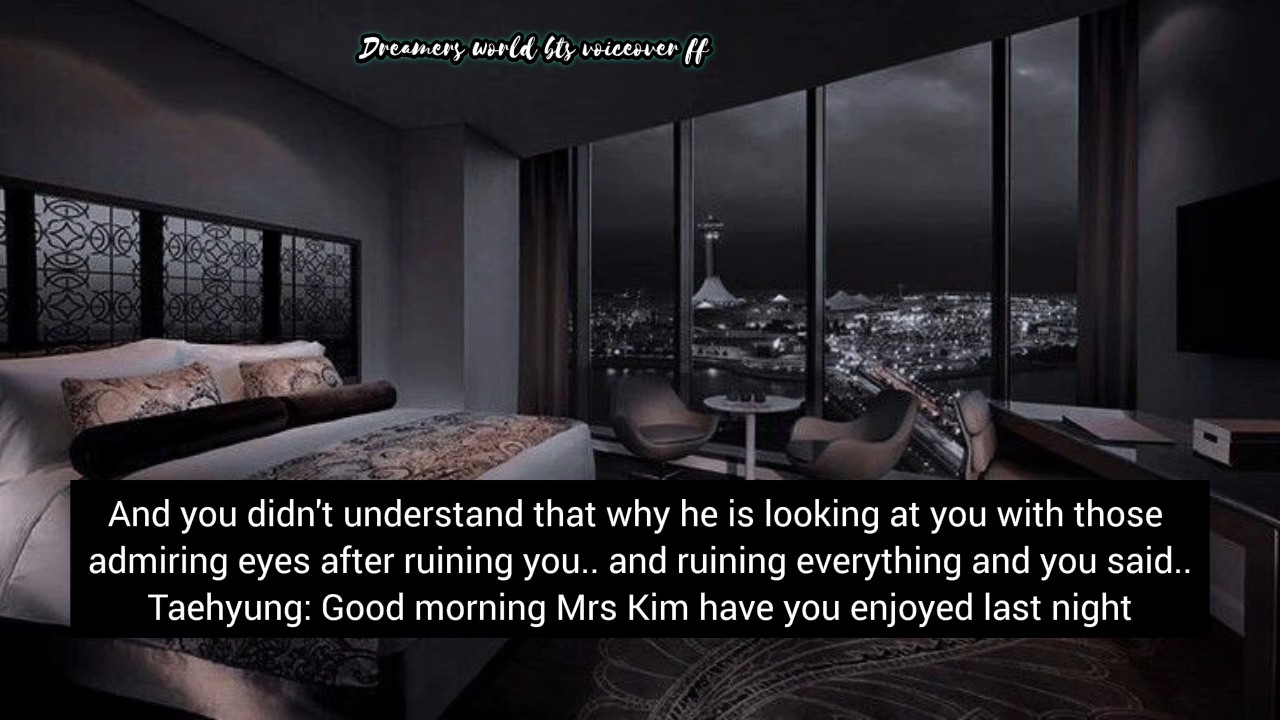 Dreamers world bts voiceover ff
And you didn't understand that why he is looking at you with those
admiring eyes after ruining you.. and ruining everything and you said..
Taehyung: Good morning Mrs Kim have you enjoyed last night